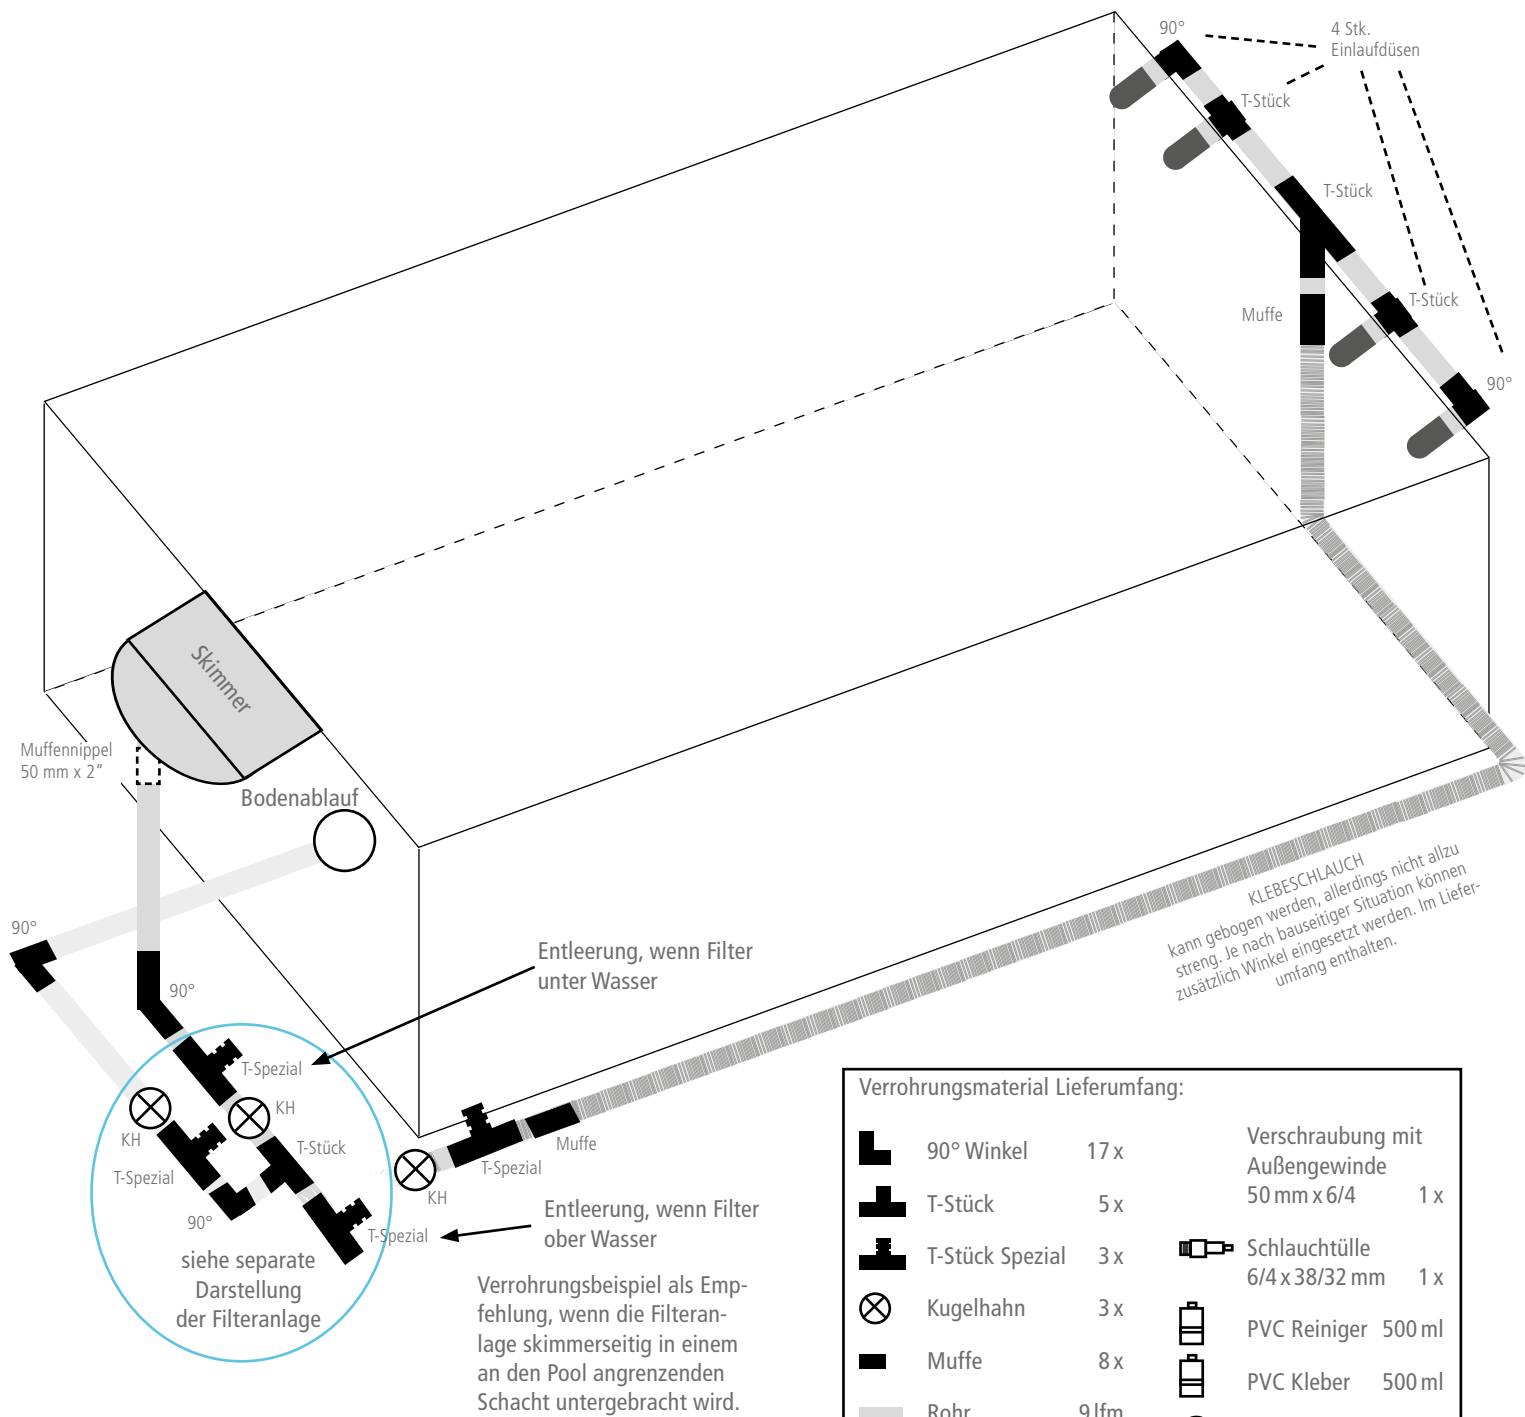 90°
4 Stk.
Einlaufdüsen
T-Stück
T-Stück
T-Stück
Muffe
90°
Skimmer
Muffennippel
50 mm x 2“
Bodenablauf
90°
90°
Entleerung, wenn Filter
unter Wasser
KLEBESCHLAUCH
kann gebogen werden, allerdings nicht allzu
streng. Je nach bauseitiger Situation können
zusätzlich Winkel eingesetzt werden. Im Liefer-
umfang enthalten.
T-Spezial
KH
KH
T-Stück
T-Spezial
90°
Muffe
T-Spezial
KH
T-Spezial
Entleerung, wenn Filter
ober Wasser
siehe separate
Darstellung
der Filteranlage
Verrohrungsbeispiel als Emp-
fehlung, wenn die Filteran-
lage skimmerseitig in einem
an den Pool angrenzenden
Schacht untergebracht wird.
Verrohrungsmaterial Lieferumfang:
90° Winkel 17 x
T-Stück 5 x
T-Stück Spezial 3 x
Kugelhahn 3 x
Muffe 8 x
Rohr 9 lfm
Verschraubung mit
Außengewinde
50 mm x 6/4 1 x
Schlauchtülle
6/4 x 38/32 mm 1 x
PVC Reiniger 500 ml
PVC Kleber 500 ml